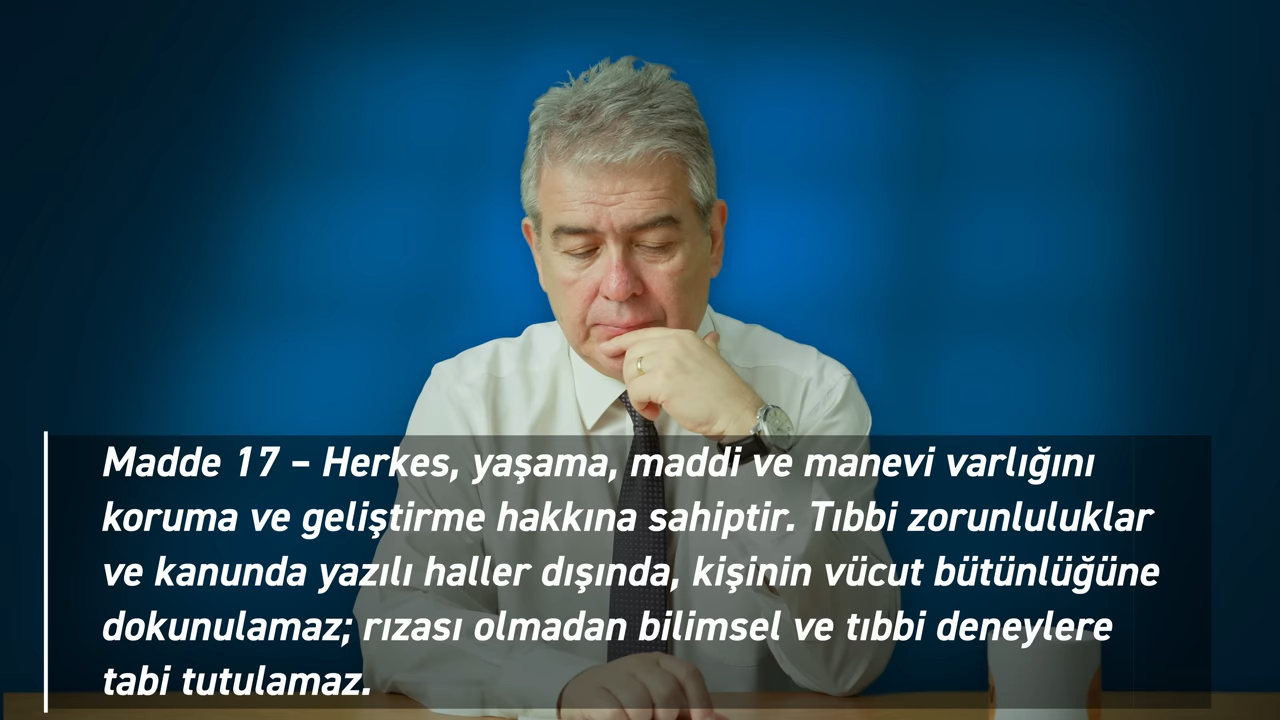 Madde 17 – Herkes, yaşama, maddi ve manevi varlığını
koruma ve geliştirme hakkına sahiptir. Tıbbi zorunluluklar
ve kanunda yazılı haller dışında, kişinin vücut bütünlüğüne
dokunulamaz; rızası olmadan bilimsel ve tıbbi deneylere
tabi tutulamaz.